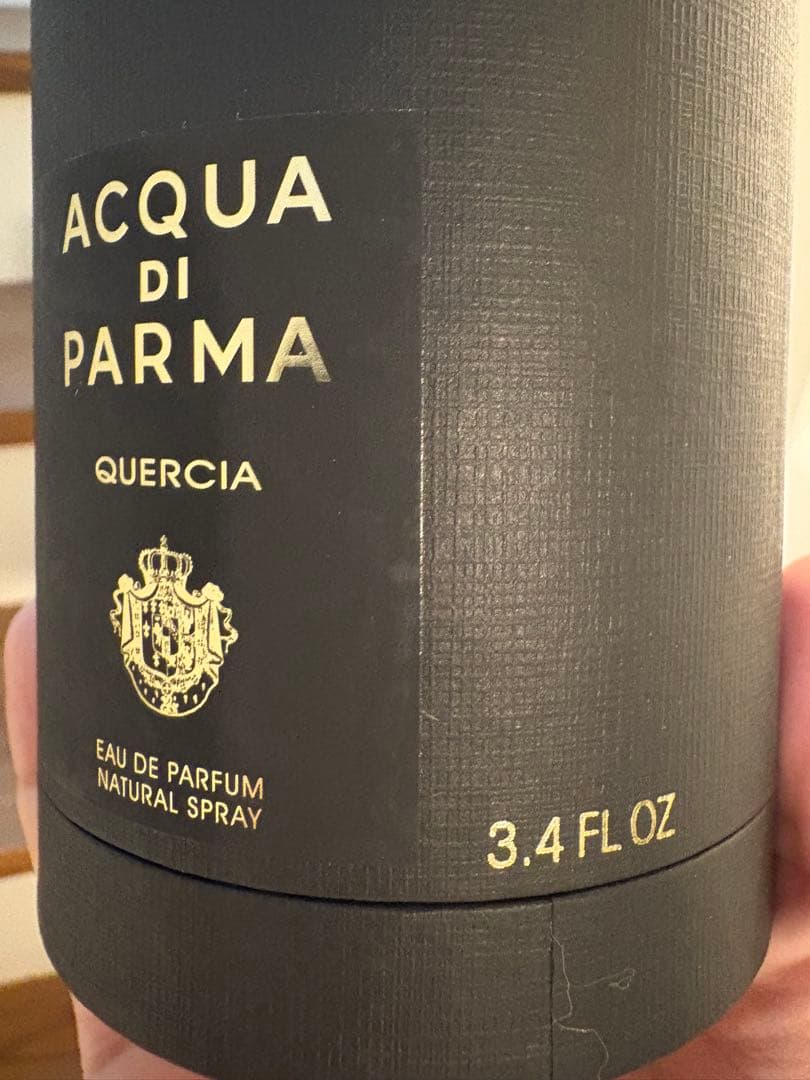 ACQUA
DI
PARMA
QUERCIA
EAU DE PARFUM
NATURAL SPRAY
3.4 FL OZ